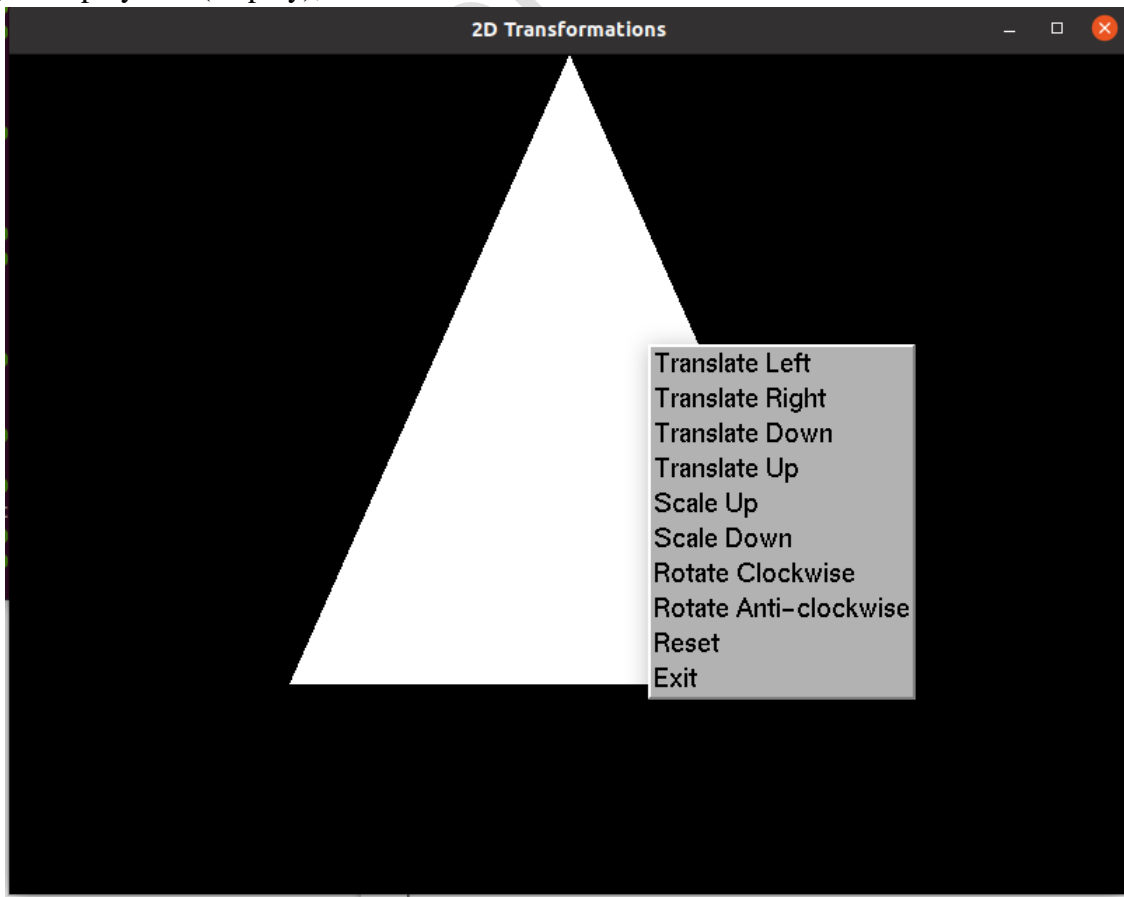 2D Transformations
Translate Left
Translate Right
Translate Down
Translate Up
Scale Up
Scale Down
Rotate Clockwise
Rotate Anti-clockwise
Reset
Exit